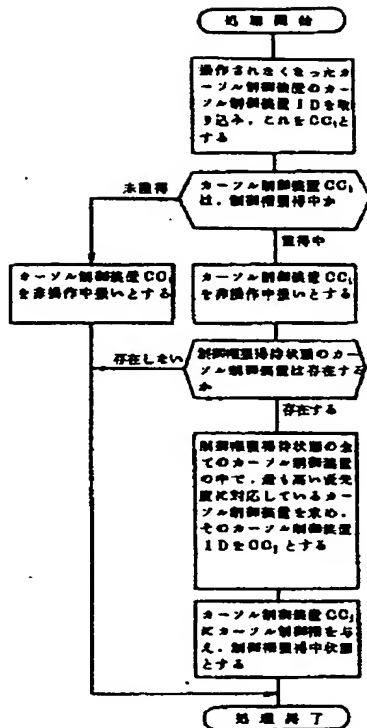 処理開始
操作されなくなったカ
ーソル制御装置のカー
ソル制御装置IDを取
り込み、これをCCiと
する
カーソル制御装置CCi
は、制御権獲得中か
未獲得
獲得中
カーソル制御装置CCi
を非操作中扱いとする
カーソル制御装置CCi
を非操作中扱いとする
制御権獲得待状態のカー
ソル制御装置は存在する
か
存在しない
存在する
制御権獲得待状態の全
てのカーソル制御装置
の中で、最も高い優先
度に対応しているカー
ソル制御装置を求め、
そのカーソル制御装置
IDをCCjとする
カーソル制御装置CCj
にカーソル制御権を与
え、制御権獲得中状態
とする
処理終了